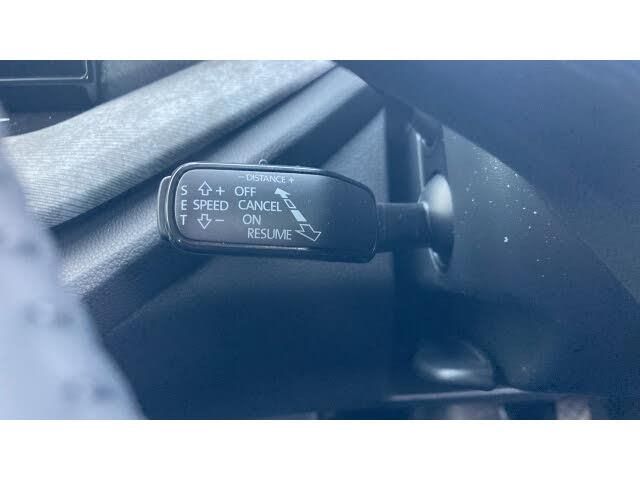 - DISTANCE +
S + OFF
E SPEED CANCEL
T - ON
RESUME